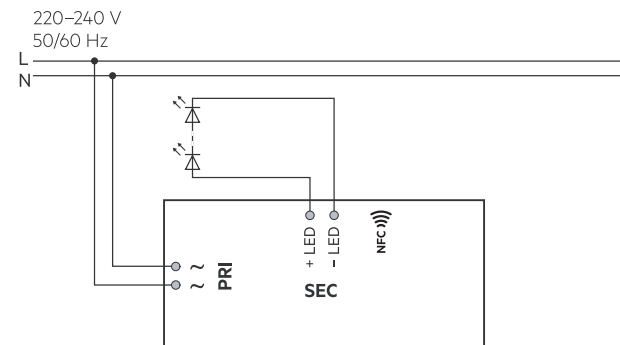 220–240 V
50/60 Hz
L
N
+ LED
- LED
NFC
~
~
PRI
SEC